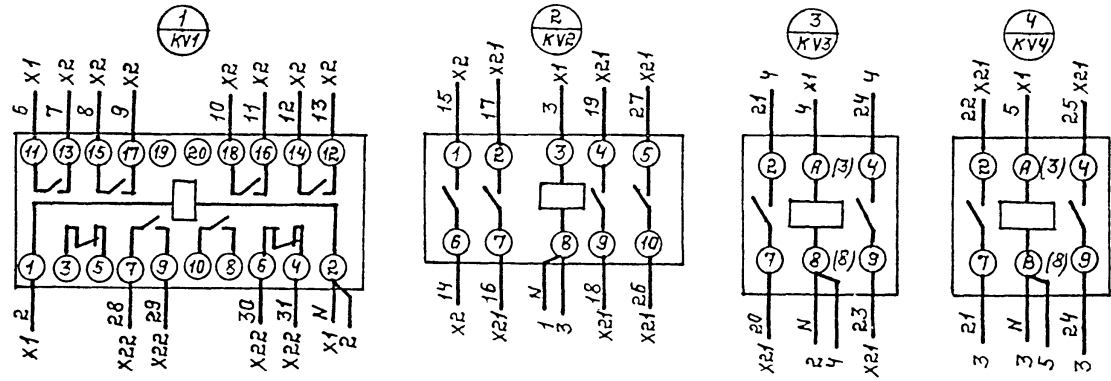 1
KV1
2
KV2
3
KV3
4
KV4
6 X1
7 X2
8 X2
9 X2
10 X2
11 X2
12 X2
13 X2
15 X2
17 X21
3 X1
19 X21
27 X21
21 4
4 X1
24 4
22 X21
5 X1
25 X21
11 13 15 17 19 20 18 16 14 12
1 2 3 4 5
2 A (3) 4
2 A (3) 4
1 3 5 7 9 10 8 6 4 2
6 7 8 9 10
7 8 (8) 9
7 B (8) 9
X1 2
X22 28
X22 29
X22 30
X22 31
X1 N
2
X2 14
X21 16
1 N
3
X21 18
X21 26
X21 20
2 N
4
X21 23
3 21
3 N
5
3 24